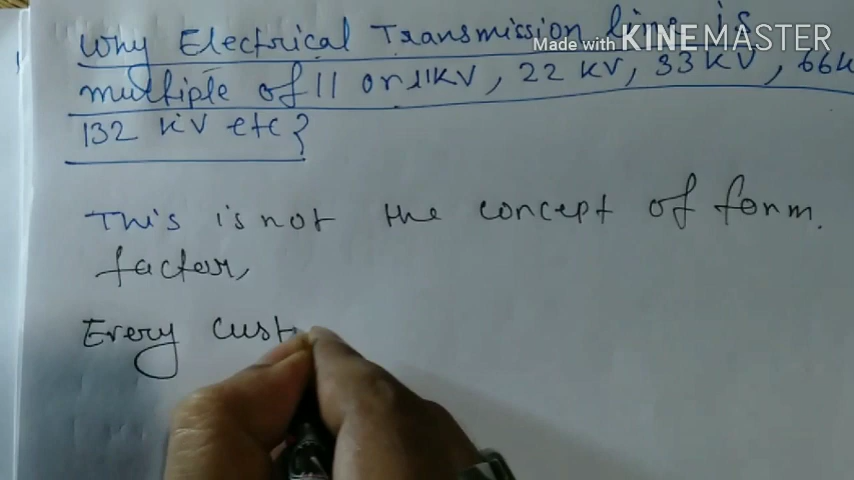 Why Electrical Transmission line is
multiple of 11 or 11KV, 22 KV, 33 KV, 66K
132 KV etc?
This is not the concept of form.
factor,
Every cust
Made with KINEMASTER